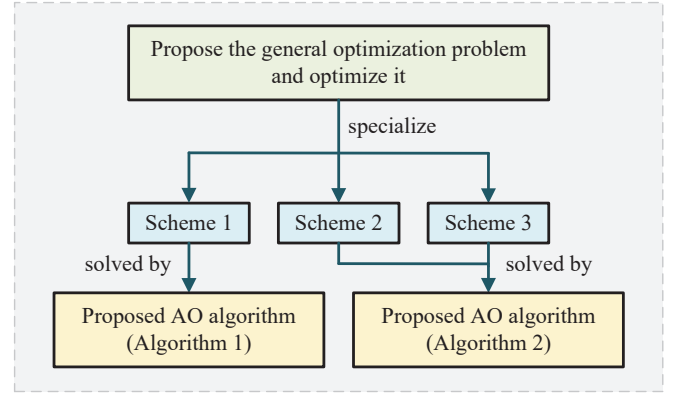 Propose the general optimization problem
and optimize it
specialize
Scheme 1
Scheme 2
Scheme 3
solved by
solved by
Proposed AO algorithm
(Algorithm 1)
Proposed AO algorithm
(Algorithm 2)